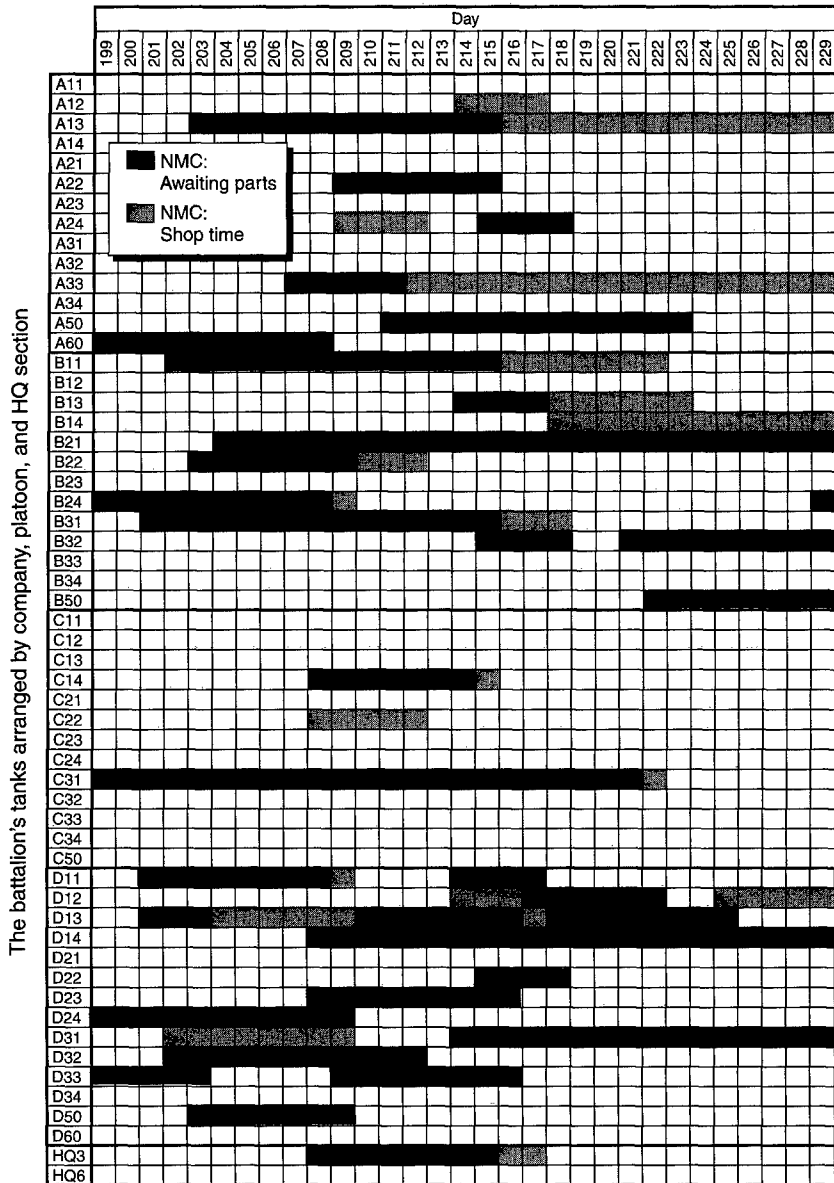 Day
199 200 201 202 203 204 205 206 207 208 209 210 211 212 213 214 215 216 217 218 219 220 221 222 223 224 225 226 227 228 229
A11
A12
A13
A14
A21
A22
A23
A24
A31
A32
A33
A34
A50
A60
B11
B12
B13
B14
B21
B22
B23
B24
B31
B32
B33
B34
B50
C11
C12
C13
C14
C21
C22
C23
C24
C31
C32
C33
C34
C50
D11
D12
D13
D14
D21
D22
D23
D24
D31
D32
D33
D34
D50
D60
HQ3
HQ6
NMC:
Awaiting parts
NMC:
Shop time
The battalion's tanks arranged by company, platoon, and HQ section